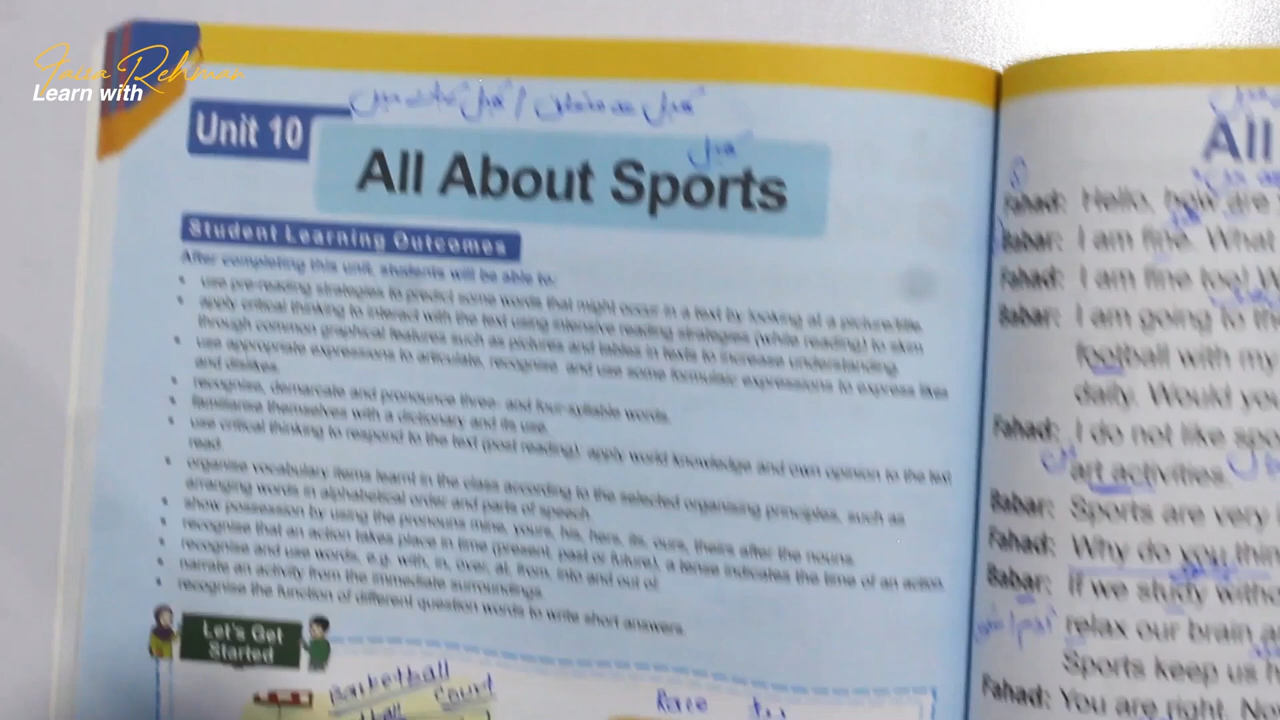 Faiza Rehman
Learn with
Unit 10
All About Sports
کھیل
Student Learning Outcomes
After completing this unit, students will be able to:
• use pre-reading strategies to predict some words that might occur in a text by looking at a picture/title.
• apply critical thinking to interact with the text using intensive reading strategies (while reading) to skim
through common graphical features such as pictures and tables in texts to increase understanding.
• use appropriate expressions to articulate, recognise, and use some formulaic expressions to express likes
and dislikes.
• recognise, demarcate and pronounce three- and four-syllable words.
• familiarise themselves with a dictionary and its use.
• use critical thinking to respond to the text (post reading): apply world knowledge and own opinion to the text
read.
• organise vocabulary items learnt in the class according to the selected organising principles, such as
arranging words in alphabetical order and parts of speech.
• show possession by using the pronouns mine, yours, his, hers, its, ours, theirs after the nouns.
• recognise that an action takes place in time (present, past or future), a tense indicates the time of an action.
• recognise and use words, e.g. with, in, over, at, from, into and out of.
• narrate an activity from the immediate surroundings.
• recognise the function of different question words to write short answers.
Let's Get
Started
Basketball
Court
Race
All
Fahad: Hello, how are
Babar: I am fine. What
Fahad: I am fine too! W
Babar: I am going to th
football with my
daily. Would you
Fahad: I do not like spo
art activities.
Babar: Sports are very
Fahad: Why do you thin
Babar: If we study witho
relax our brain a
Sports keep us h
Fahad: You are right. No